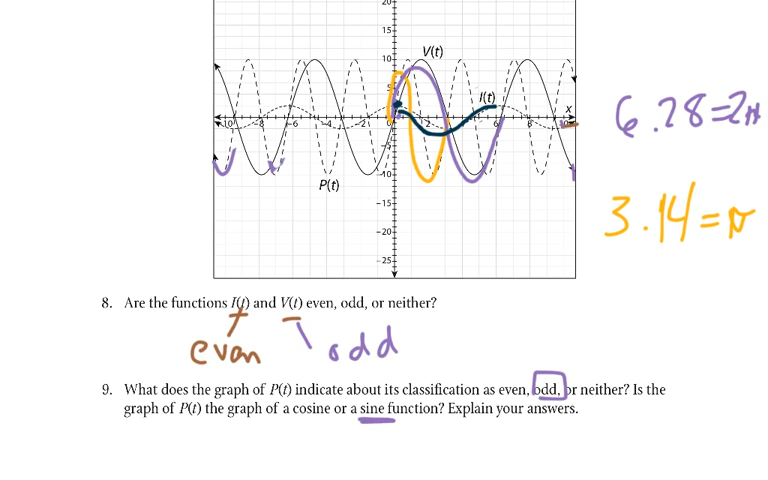 20
15
10
V(t)
5
I(t)
x
-10 -8 -6 -4 -2 0 2 6 10
-5
-10
P(t)
-15
-20
-25
6.28=2π
3.14=π
8. Are the functions I(t) and V(t) even, odd, or neither?
even odd
9. What does the graph of P(t) indicate about its classification as even, odd, or neither? Is the
graph of P(t) the graph of a cosine or a sine function? Explain your answers.